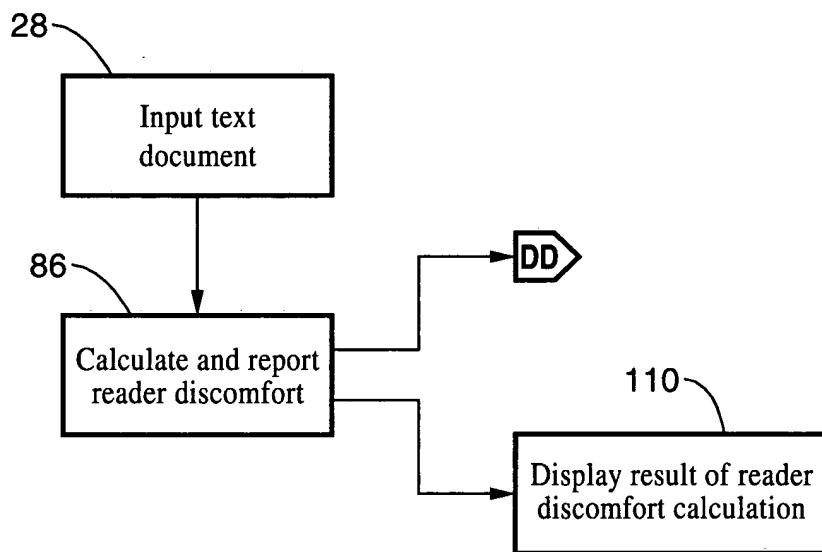 28
Input text
document
DD
86
Calculate and report
reader discomfort
110
Display result of reader
discomfort calculation